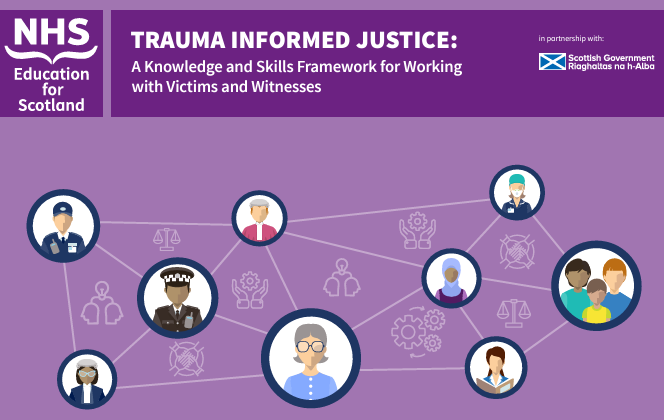 NHS
Education
for
Scotland
TRAUMA INFORMED JUSTICE:
A Knowledge and Skills Framework for Working
with Victims and Witnesses
in partnership with:
Scottish Government
Riaghaltas na h-Alba